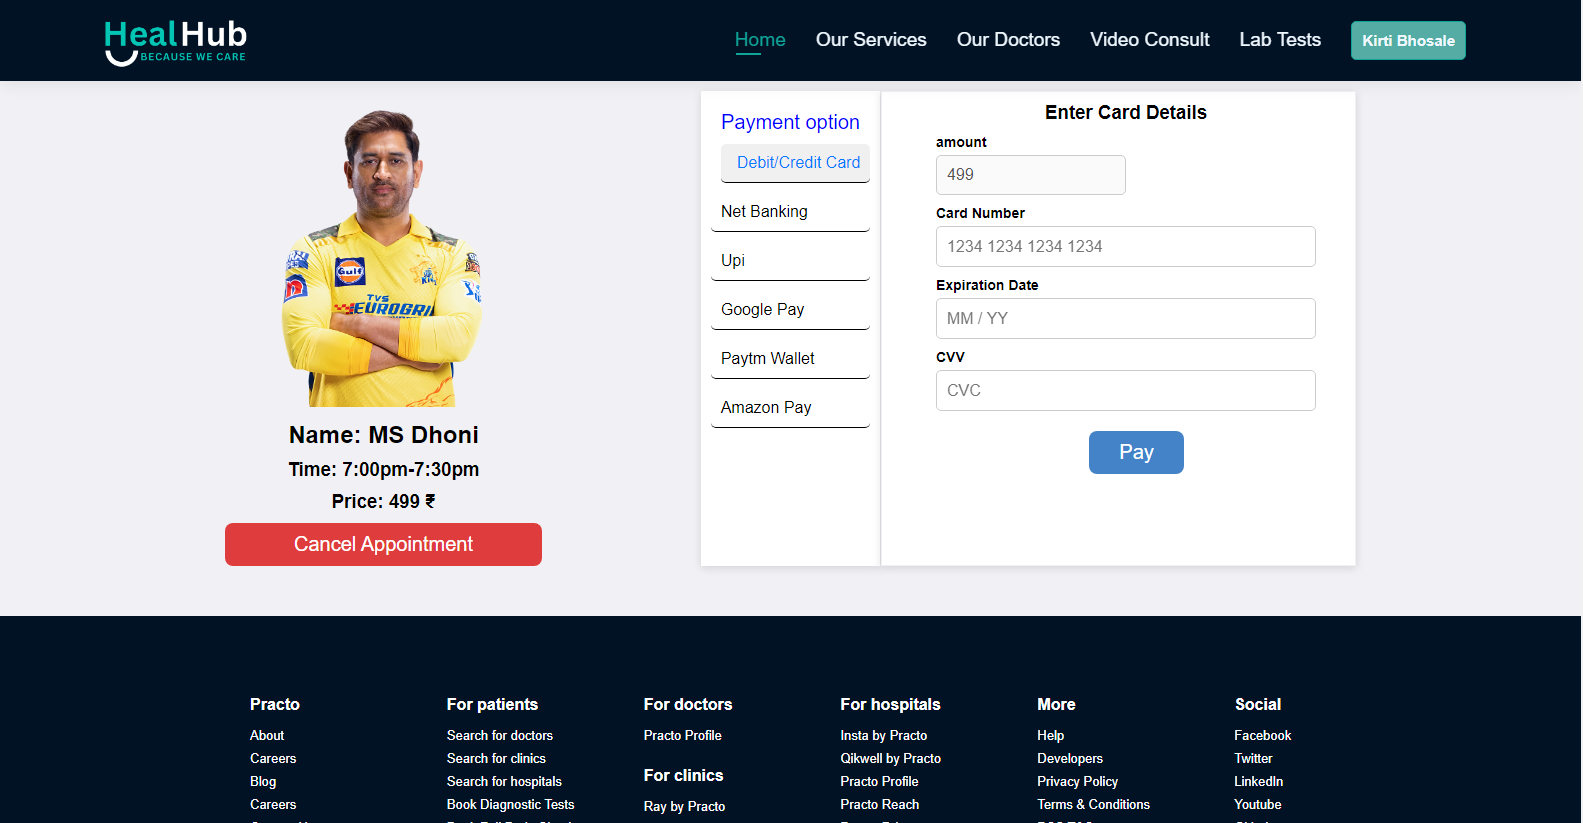 HealHub
BECAUSE WE CARE
Home
Our Services
Our Doctors
Video Consult
Lab Tests
Kirti Bhosale
Gulf
TVS
EUROGRI
Name: MS Dhoni
Time: 7:00pm-7:30pm
Price: 499 ₹
Cancel Appointment
Payment option
Debit/Credit Card
Net Banking
Upi
Google Pay
Paytm Wallet
Amazon Pay
Enter Card Details
amount
499
Card Number
1234 1234 1234 1234
Expiration Date
MM / YY
CVV
CVC
Pay
Practo
About
Careers
Blog
Careers
For patients
Search for doctors
Search for clinics
Search for hospitals
Book Diagnostic Tests
For doctors
Practo Profile
For clinics
Ray by Practo
For hospitals
Insta by Practo
Qikwell by Practo
Practo Profile
Practo Reach
More
Help
Developers
Privacy Policy
Terms & Conditions
Social
Facebook
Twitter
LinkedIn
Youtube